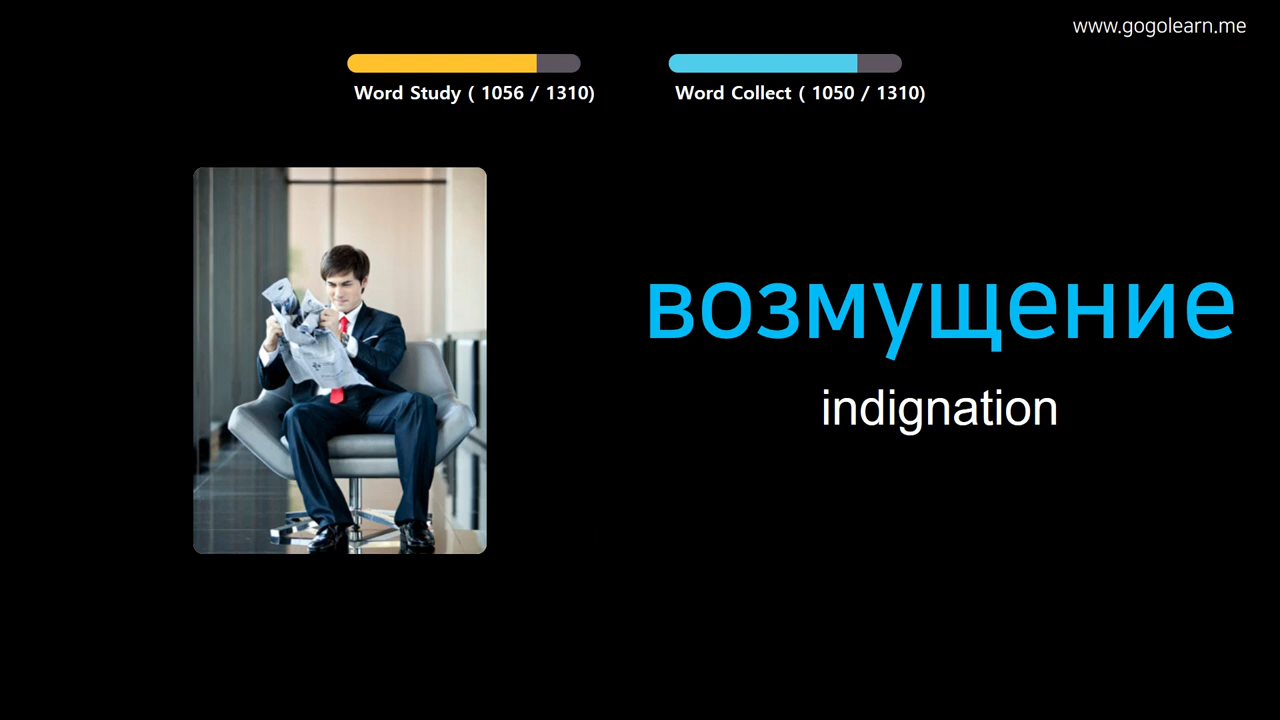 www.gogolearn.me
Word Study ( 1056 / 1310)
Word Collect ( 1050 / 1310)
возмущение
indignation